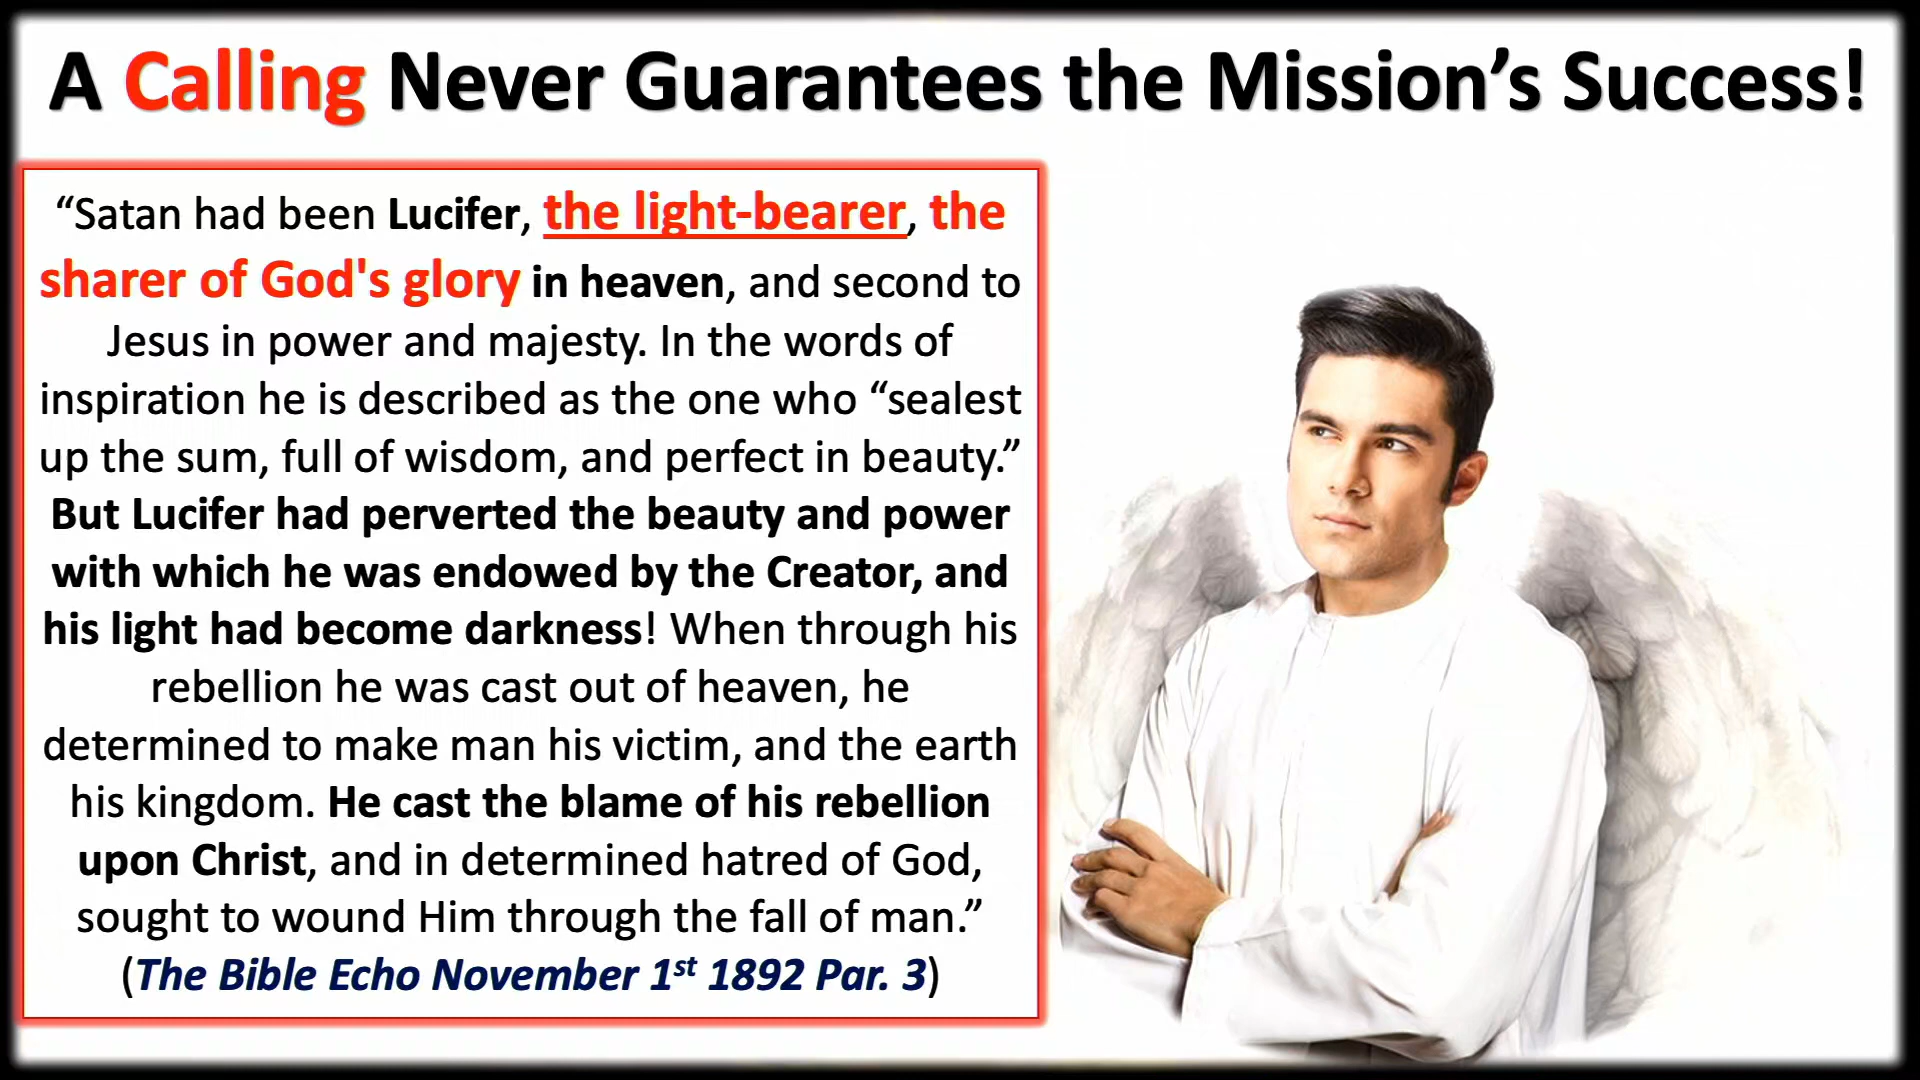 A Calling Never Guarantees the Mission’s Success!
“Satan had been Lucifer, the light-bearer, the
sharer of God's glory in heaven, and second to
Jesus in power and majesty. In the words of
inspiration he is described as the one who “sealest
up the sum, full of wisdom, and perfect in beauty.”
But Lucifer had perverted the beauty and power
with which he was endowed by the Creator, and
his light had become darkness! When through his
rebellion he was cast out of heaven, he
determined to make man his victim, and the earth
his kingdom. He cast the blame of his rebellion
upon Christ, and in determined hatred of God,
sought to wound Him through the fall of man.”
(The Bible Echo November 1st 1892 Par. 3)